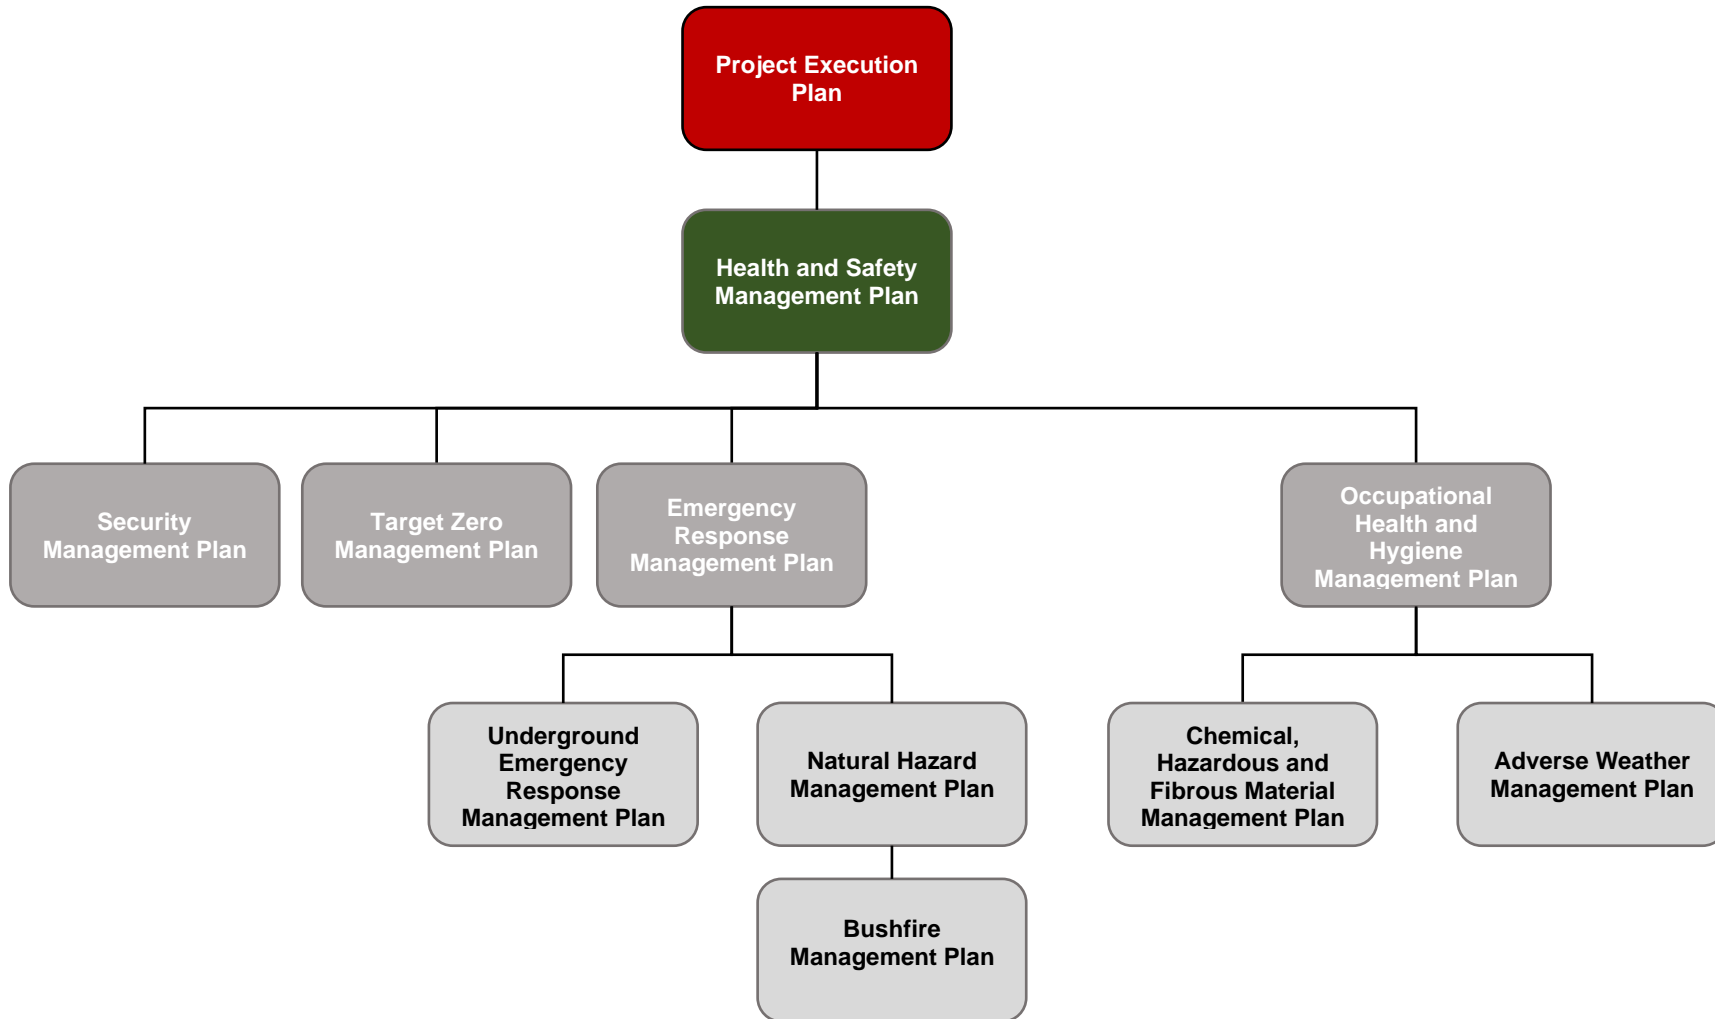 Project Execution
Plan
Health and Safety
Management Plan
Security
Management Plan
Target Zero
Management Plan
Emergency
Response
Management Plan
Occupational
Health and
Hygiene
Management Plan
Underground
Emergency
Response
Management Plan
Natural Hazard
Management Plan
Chemical,
Hazardous and
Fibrous Material
Management Plan
Adverse Weather
Management Plan
Bushfire
Management Plan